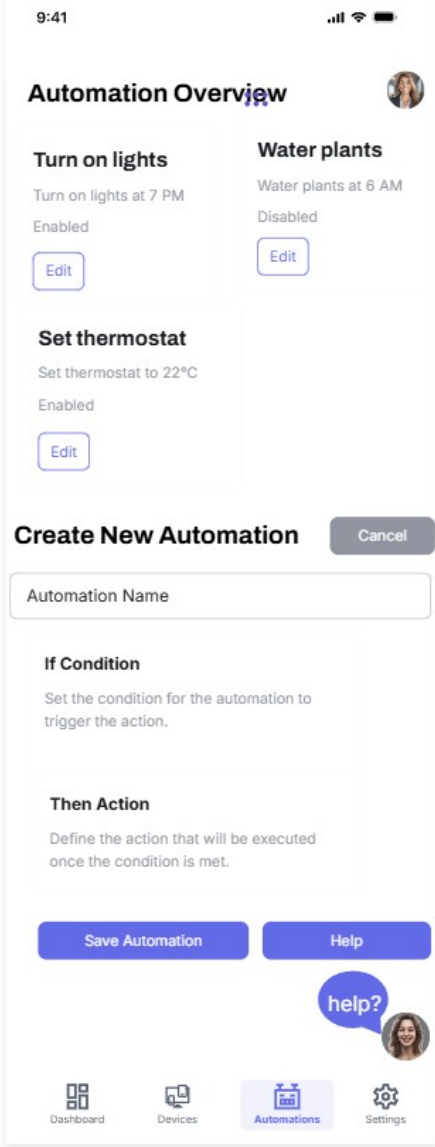 9:41
Automation Overview
Turn on lights
Turn on lights at 7 PM
Enabled
Edit
Water plants
Water plants at 6 AM
Disabled
Edit
Set thermostat
Set thermostat to 22°C
Enabled
Edit
Create New Automation
Cancel
Automation Name
If Condition
Set the condition for the automation to
trigger the action.
Then Action
Define the action that will be executed
once the condition is met.
Save Automation
Help
help?
Dashboard
Devices
Automations
Settings